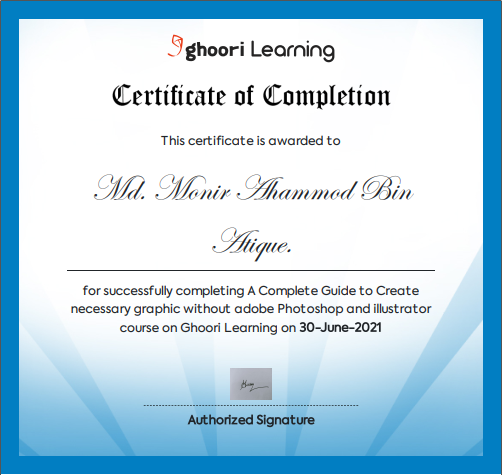 ghoori Learning
Certificate of Completion
This certificate is awarded to
Md. Monir Ahammod Bin
Atique.
for successfully completing A Complete Guide to Create
necessary graphic without adobe Photoshop and illustrator
course on Ghoori Learning on 30-June-2021
Authorized Signature